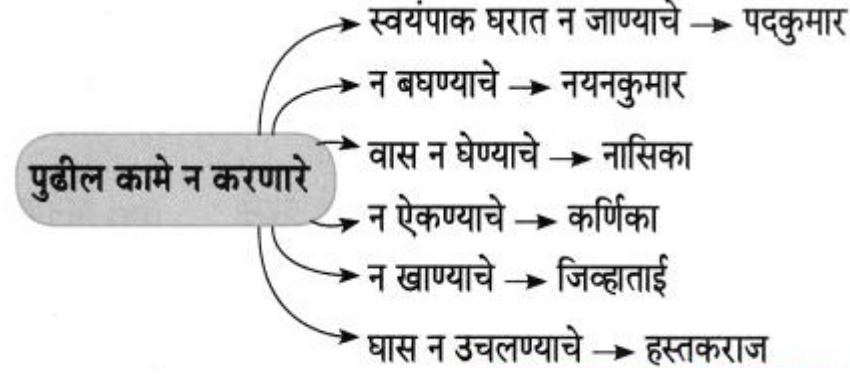 स्वयंपाक घरात न जाण्याचे → पदकुमार
न बघण्याचे → नयनकुमार
वास न घेण्याचे → नासिका
पुढील कामे न करणारे
न ऐकण्याचे → कर्णिका
न खाण्याचे → जिव्हाताई
घास न उचलण्याचे → हस्तकराज